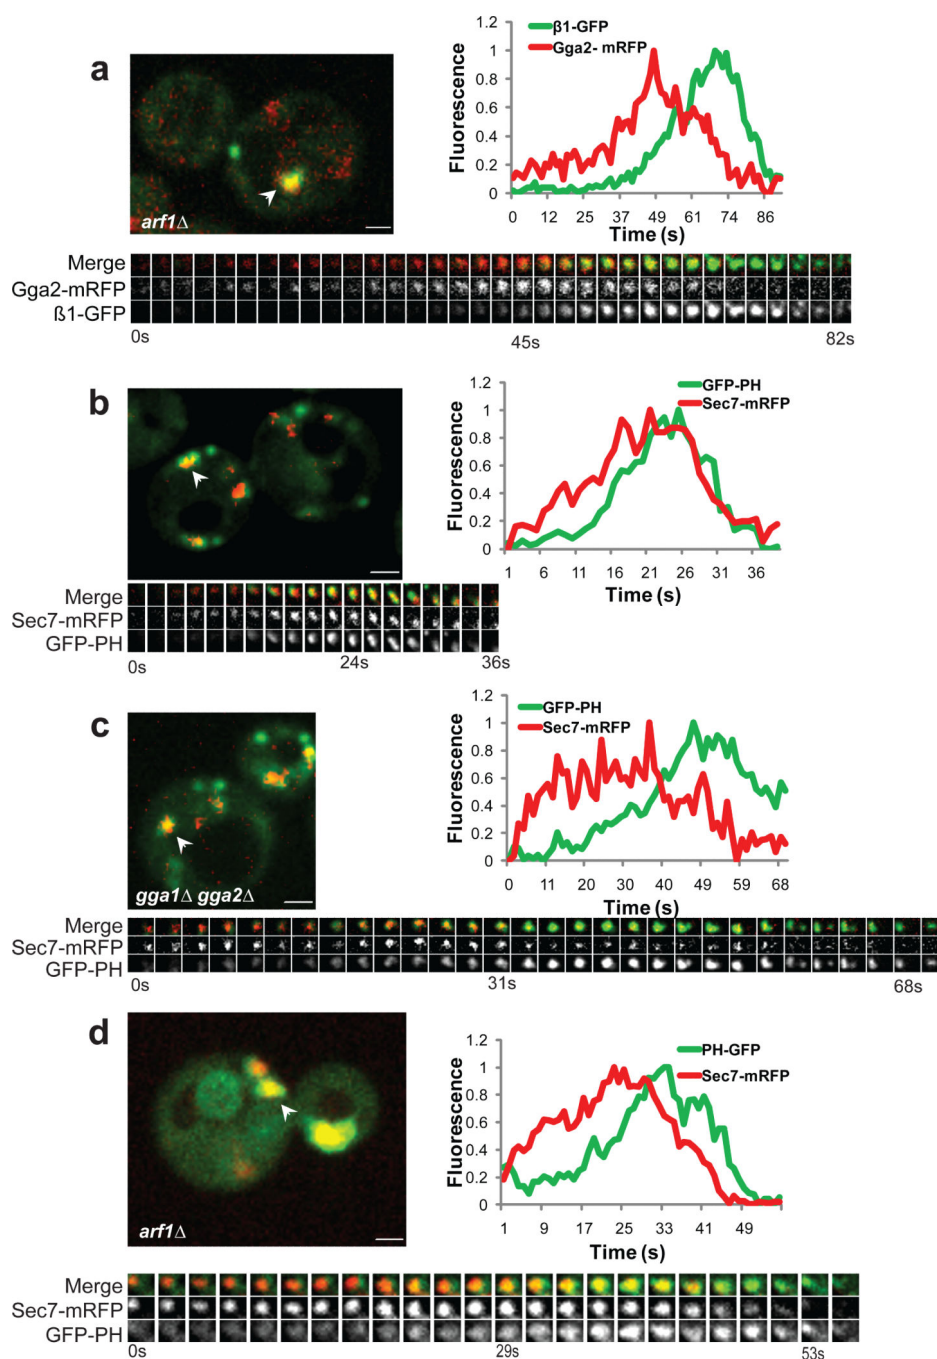 a
arf1Δ
β1-GFP
Gga2- mRFP
Fluorescence
1.2
1
0.8
0.6
0.4
0.2
0
0 12 25 37 49 61 74 86
Time (s)
Merge
Gga2-mRFP
ß1-GFP
0s 45s 82s
b
GFP-PH
Sec7-mRFP
Fluorescence
1.2
1
0.8
0.6
0.4
0.2
0
1 6 11 16 21 26 31 36
Time (s)
Merge
Sec7-mRFP
GFP-PH
0s 24s 36s
c
gga1Δ gga2Δ
GFP-PH
Sec7-mRFP
Fluorescence
1.2
1
0.8
0.6
0.4
0.2
0
0 11 20 30 40 49 59 68
Time (s)
Merge
Sec7-mRFP
GFP-PH
0s 31s 68s
d
arf1Δ
PH-GFP
Sec7-mRFP
Fluorescence
1.2
1
0.8
0.6
0.4
0.2
0
1 9 17 25 33 41 49
Time (s)
Merge
Sec7-mRFP
GFP-PH
0s 29s 53s